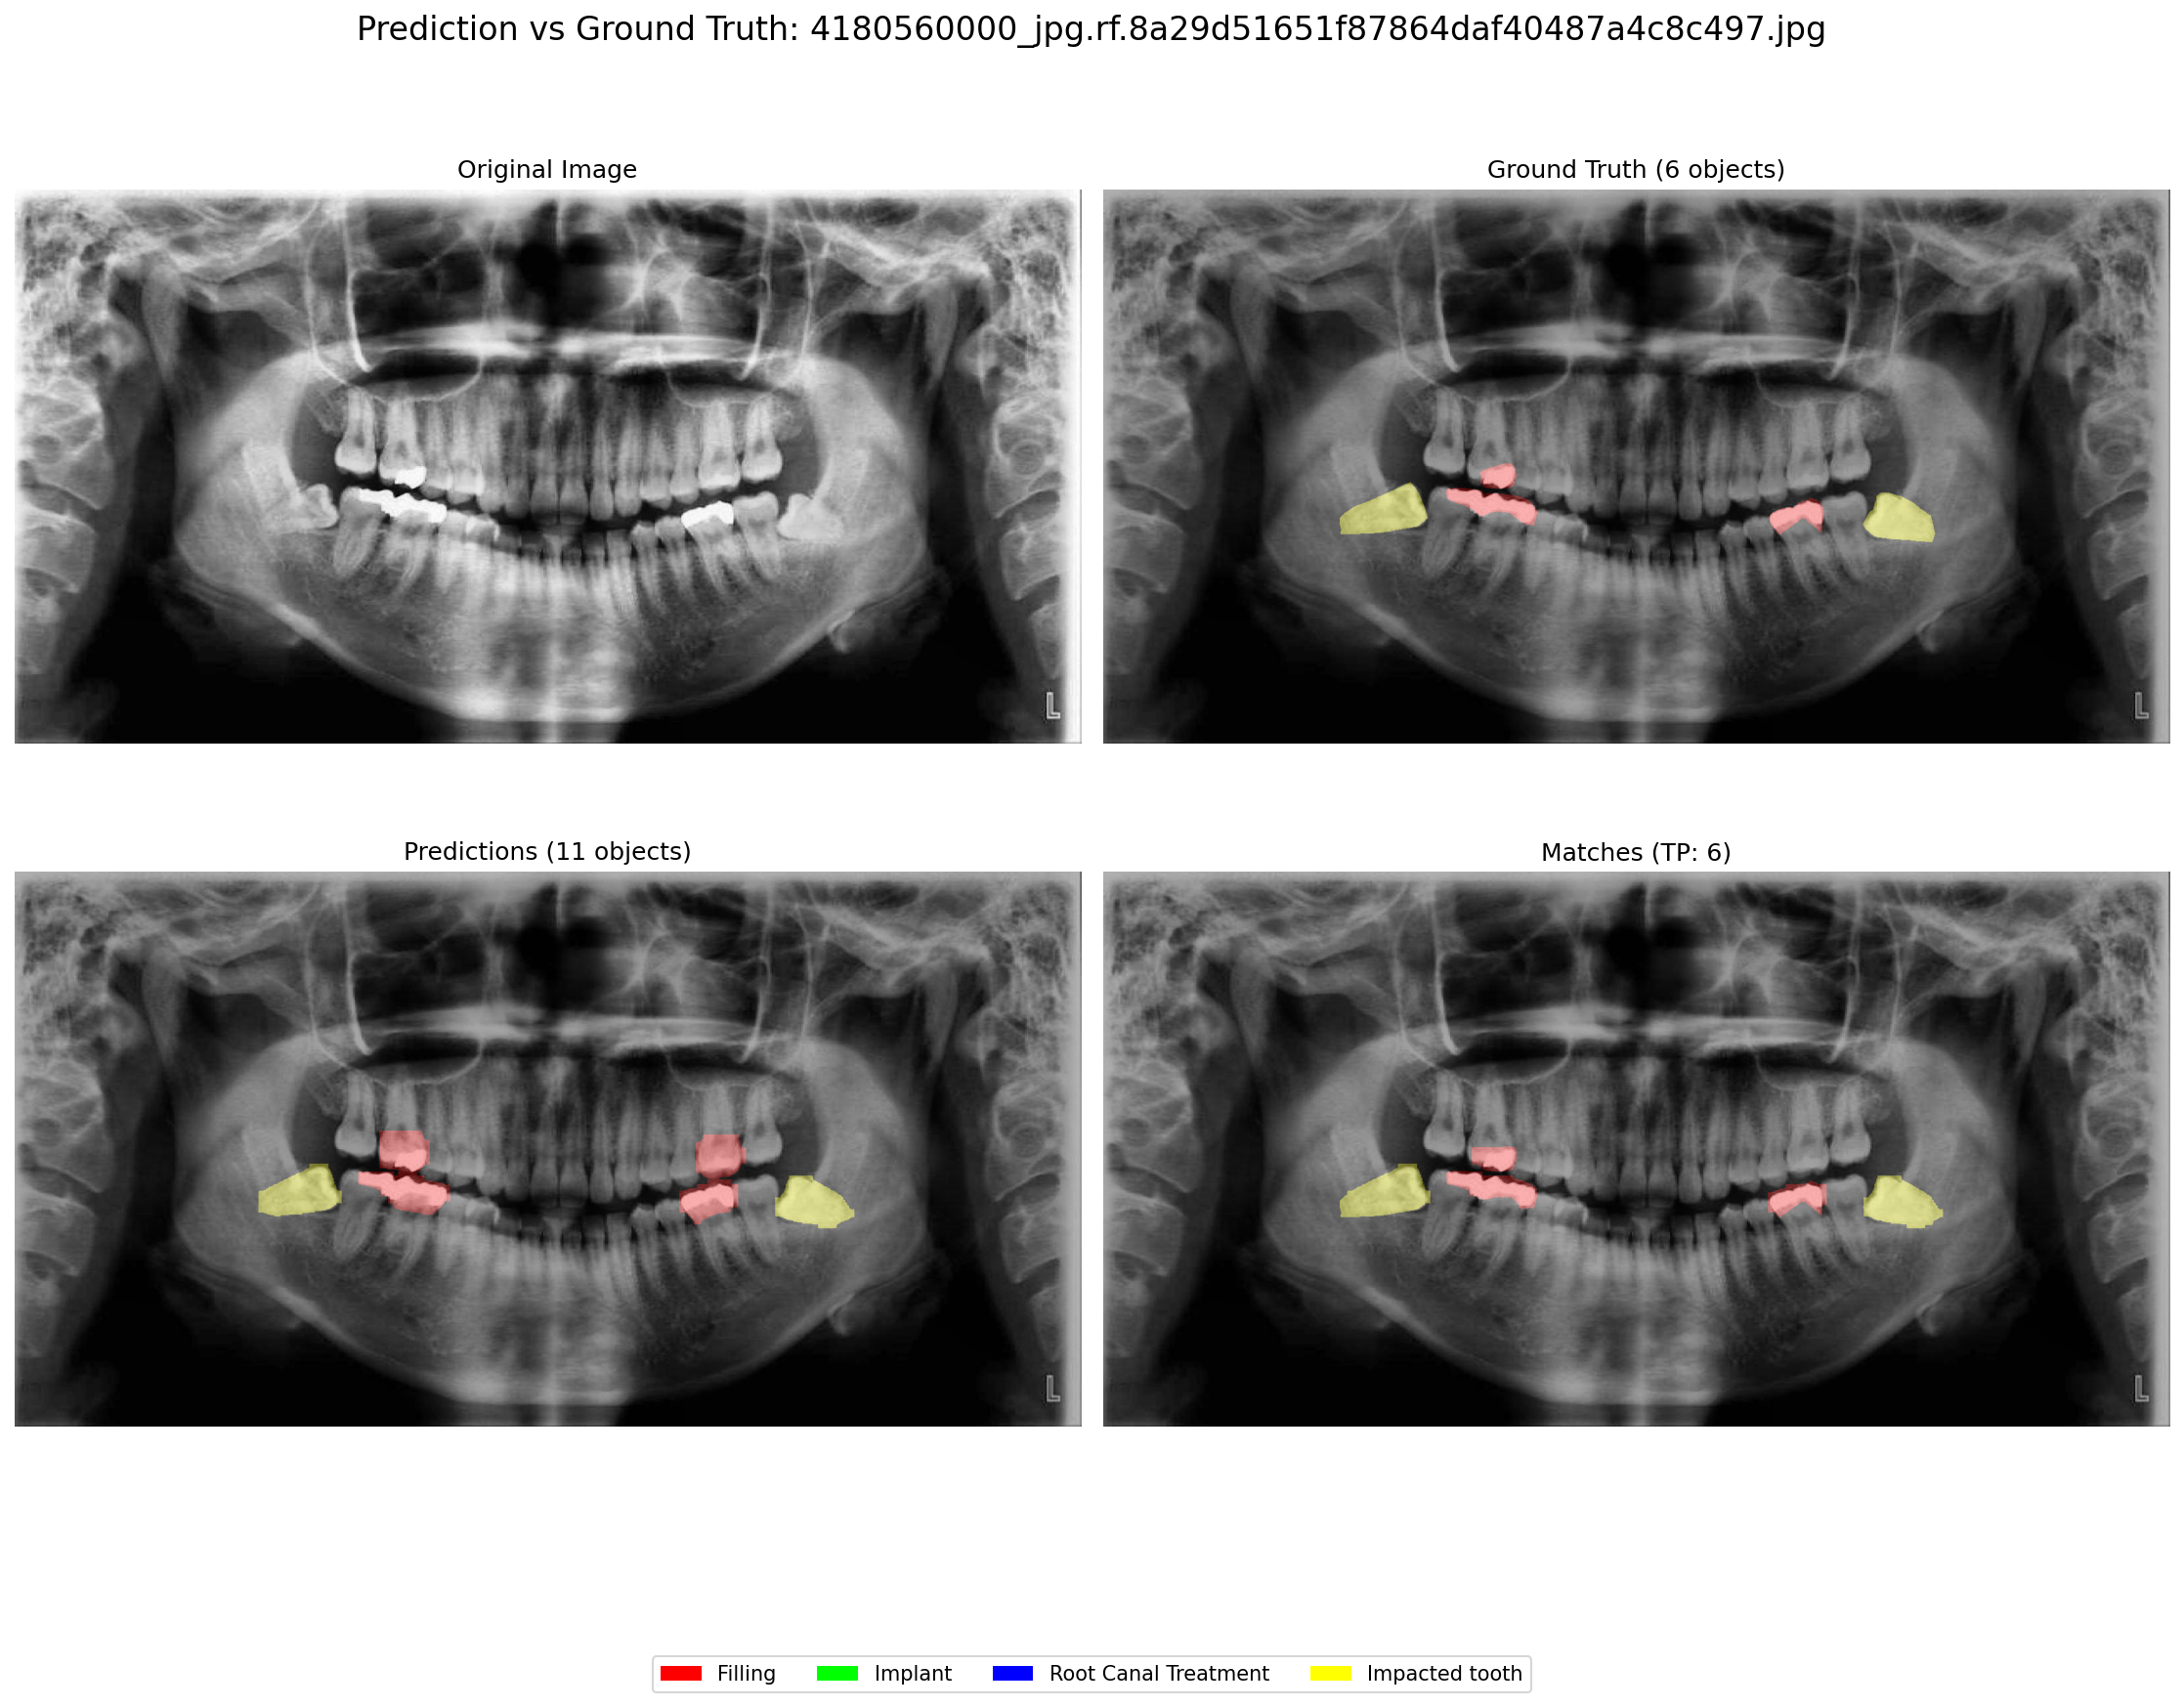 Prediction vs Ground Truth: 4180560000_jpg.rf.8a29d51651f87864daf40487a4c8c497.jpg
Original Image
Ground Truth (6 objects)
L
L
Predictions (11 objects)
Matches (TP: 6)
L
L
Filling
Implant
Root Canal Treatment
Impacted tooth